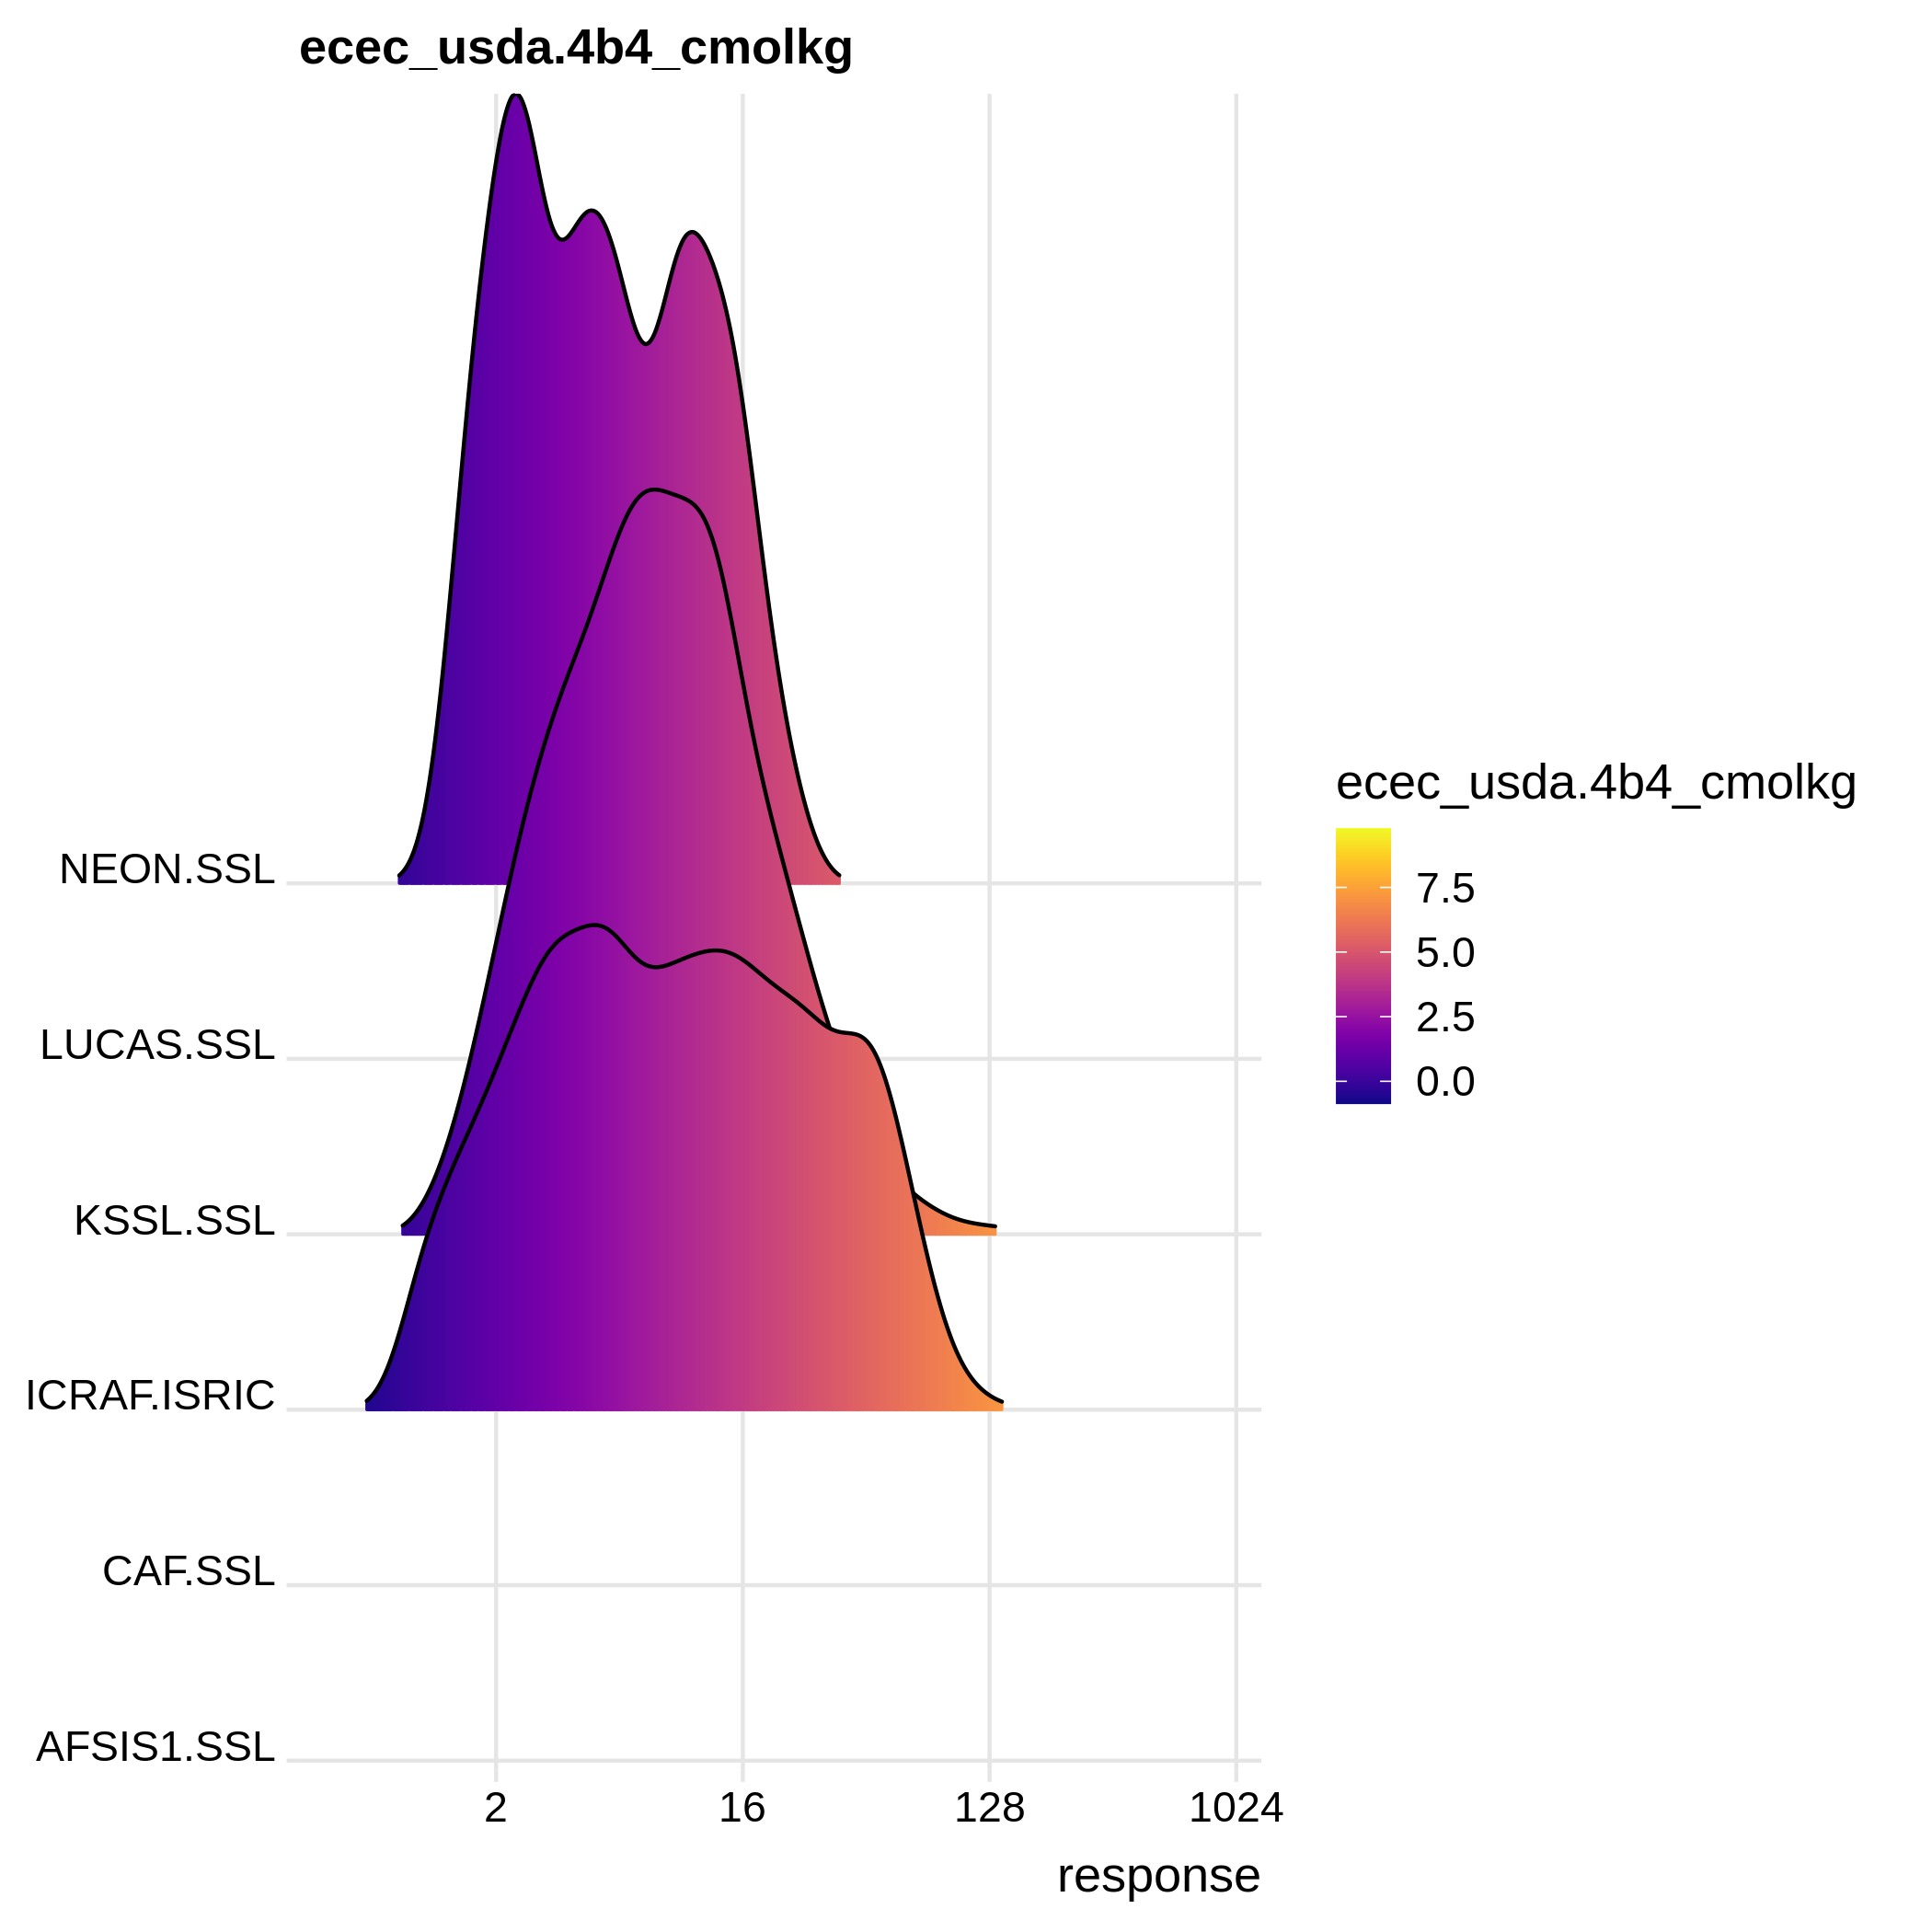 ecec_usda.4b4_cmolkg
NEON.SSL
LUCAS.SSL
KSSL.SSL
ICRAF.ISRIC
CAF.SSL
AFSIS1.SSL
2 16 128 1024
response
ecec_usda.4b4_cmolkg
7.5
5.0
2.5
0.0